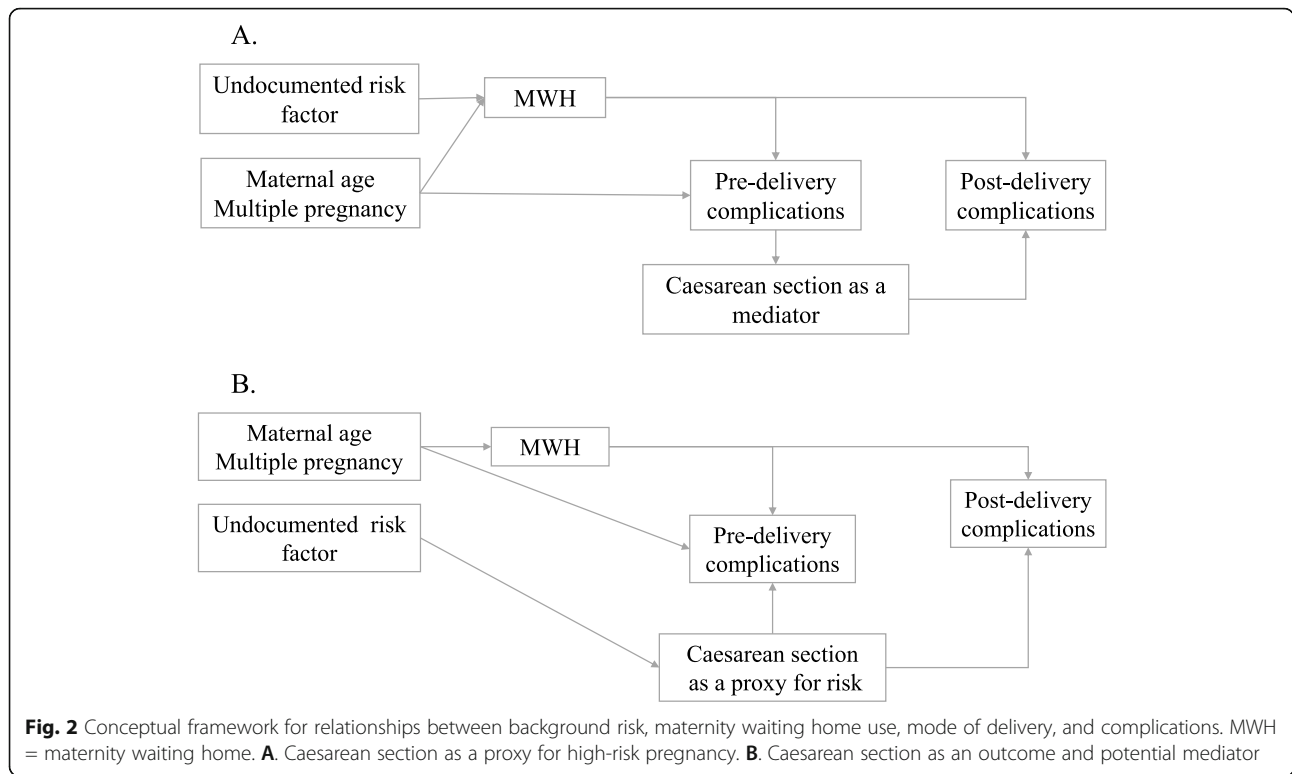 A.
Undocumented risk
factor
MWH
Maternal age
Multiple pregnancy
Pre-delivery
complications
Post-delivery
complications
Caesarean section as a
mediator
B.
Maternal age
Multiple pregnancy
MWH
Undocumented risk
factor
Pre-delivery
complications
Post-delivery
complications
Caesarean section
as a proxy for risk
Fig. 2 Conceptual framework for relationships between background risk, maternity waiting home use, mode of delivery, and complications. MWH
= maternity waiting home. A. Caesarean section as a proxy for high-risk pregnancy. B. Caesarean section as an outcome and potential mediator